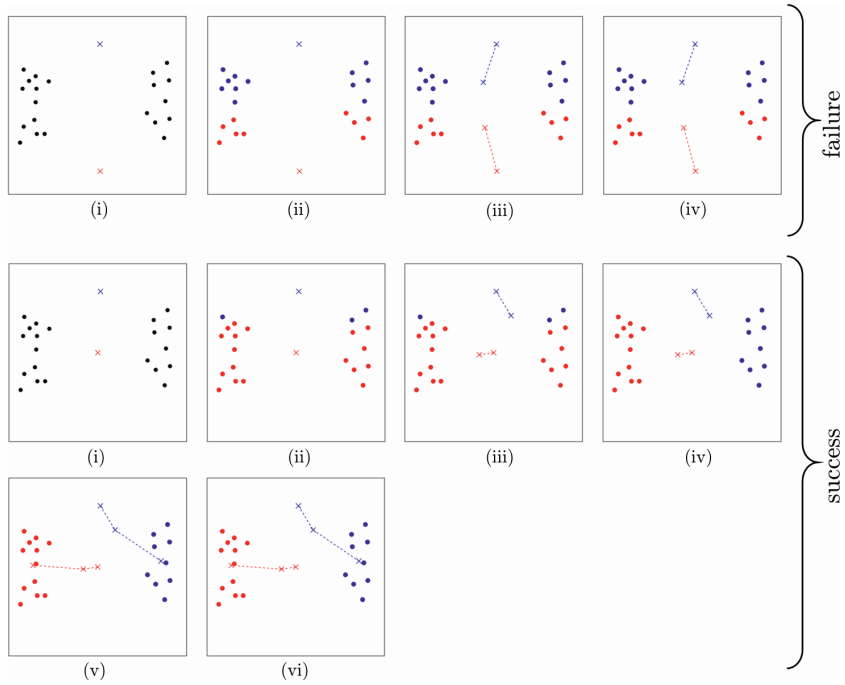 (i) (ii) (iii) (iv)
failure
(i) (ii) (iii) (iv)
(v) (vi)
success